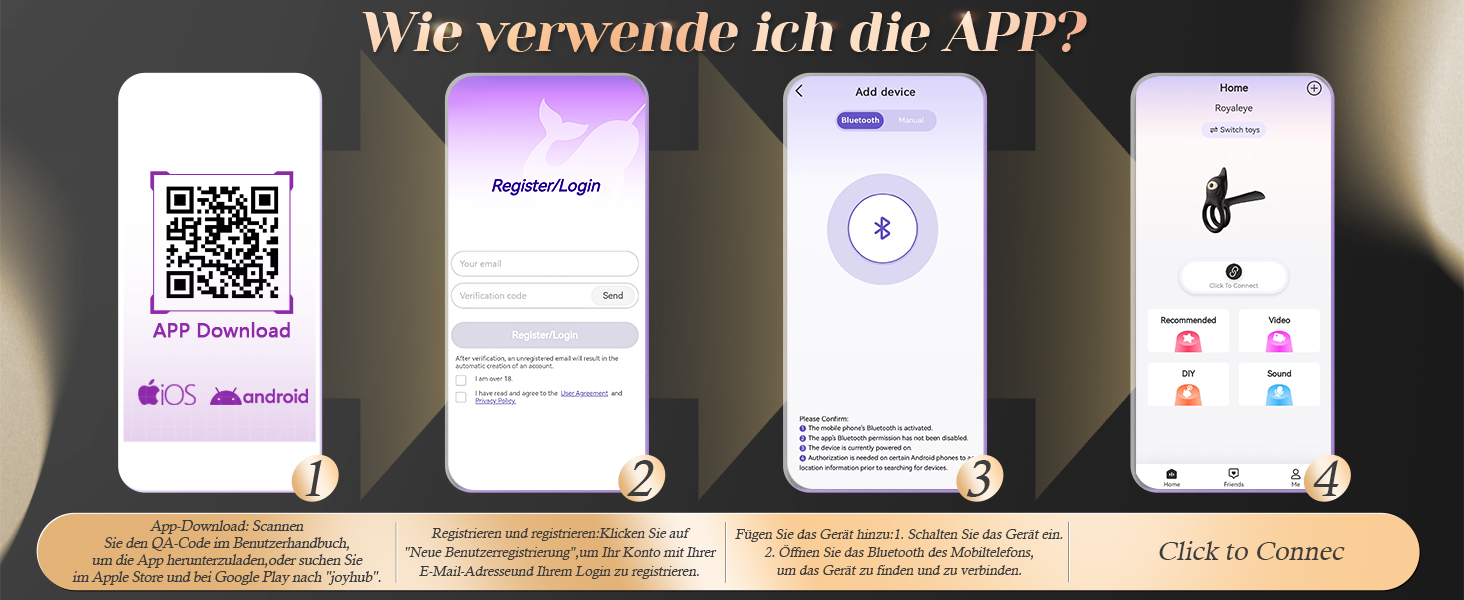 Wie verwende ich die APP?
APP Download
iOS android
1
Register/Login
Your email
Verification code Send
Register/Login
After verification, an unregistered email will result in the
automatic creation of an account.
I am over 18.
I have read and agree to the User Agreement and
Privacy Policy.
2
Add device
Bluetooth Manual
Please Confirm:
1 The mobile phone's Bluetooth is activated.
2 The app's Bluetooth permission has not been disabled.
3 The device is currently powered on.
4 Authorization is needed on certain Android phones to
location information prior to searching for devices.
3
Home
Royaleye
Switch toys
Click To Connect
Recommended Video
DIY Sound
Home Friends Me
4
App-Download: Scannen
Sie den QA-Code im Benutzerhandbuch,
um die App herunterzuladen,oder suchen Sie
im Apple Store und bei Google Play nach "joyhub".
Registrieren und registrieren:Klicken Sie auf
"Neue Benutzerregistrierung",um Ihr Konto mit Ihrer
E-Mail-Adresseund Ihrem Login zu registrieren.
Fügen Sie das Gerät hinzu:1. Schalten Sie das Gerät ein.
2. Öffnen Sie das Bluetooth des Mobiltelefons,
um das Gerät zu finden und zu verbinden.
Click to Connec